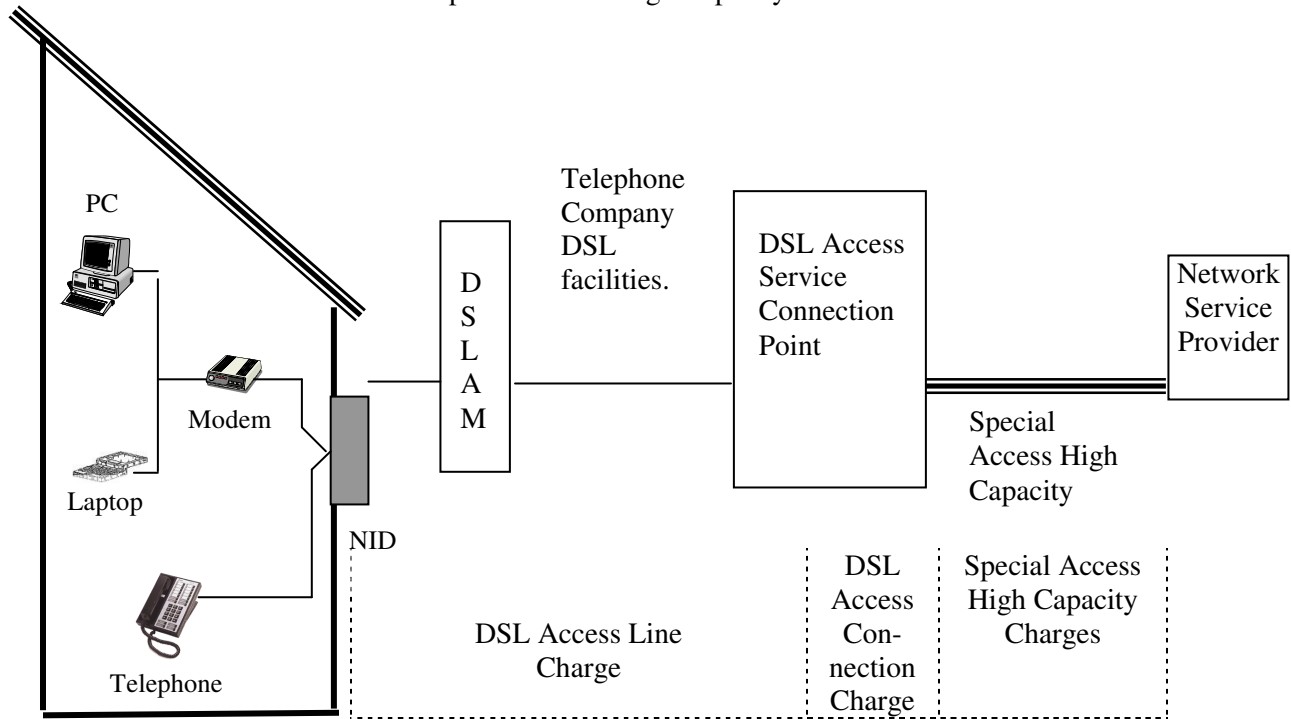 PC
Modem
Laptop
Telephone
NID
D
S
L
A
M
Telephone
Company
DSL
facilities.
DSL Access
Service
Connection
Point
Network
Service
Provider
Special
Access High
Capacity
DSL Access Line
Charge
DSL
Access
Con-
nection
Charge
Special Access
High Capacity
Charges